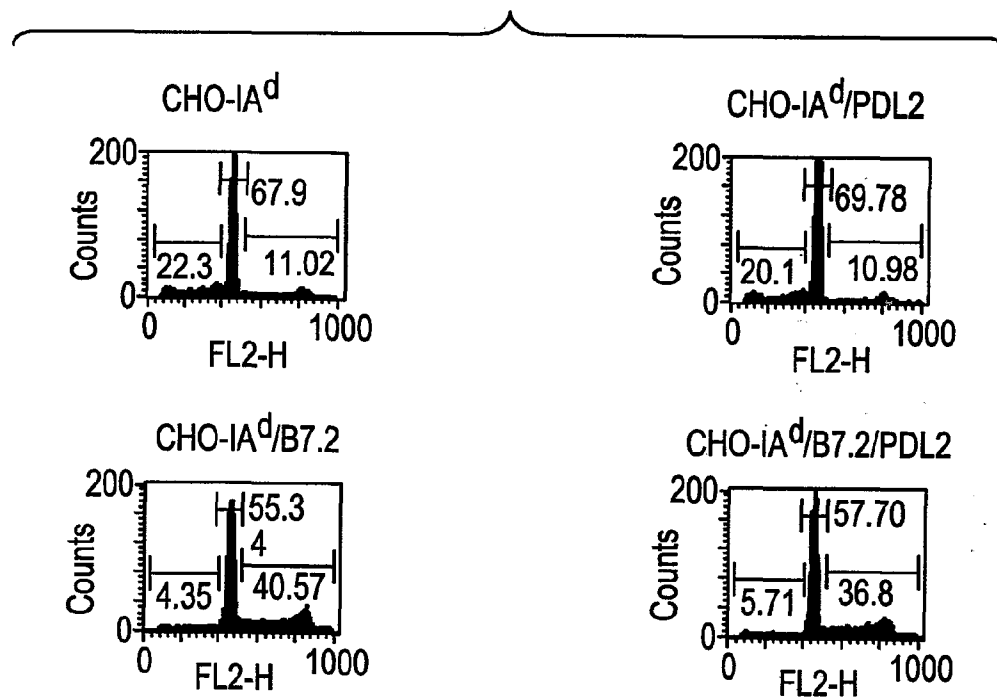 CHO-IAd
200
Counts
0
67.9
22.3
11.02
0
1000
FL2-H
CHO-IAd/PDL2
200
Counts
0
69.78
20.1
10.98
0
1000
FL2-H
CHO-IAd/B7.2
200
Counts
0
55.3
4
4.35
40.57
0
1000
FL2-H
CHO-IAd/B7.2/PDL2
200
Counts
0
57.70
5.71
36.8
0
1000
FL2-H